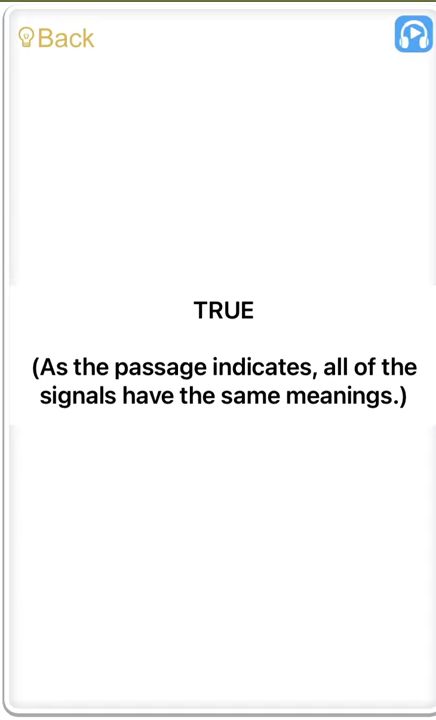 Back
TRUE
(As the passage indicates, all of the
signals have the same meanings.)